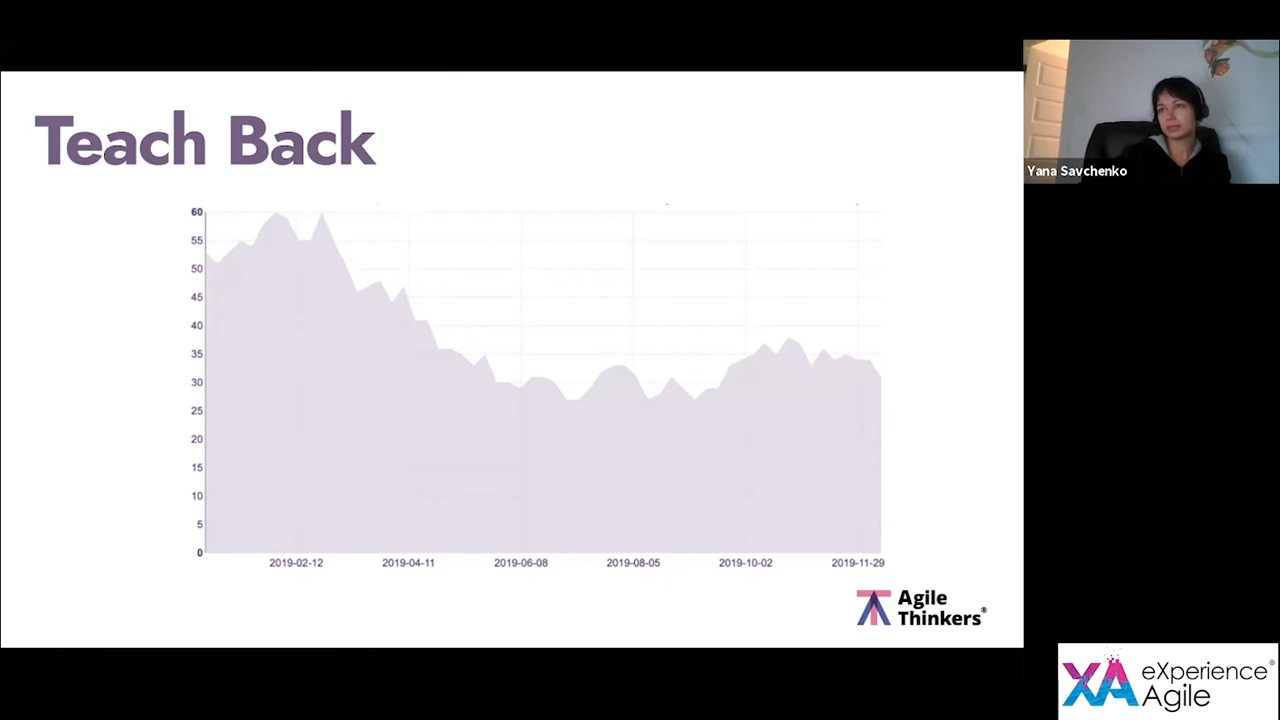 Teach Back
60
55
50
45
40
35
30
25
20
15
10
5
0
2019-02-12 2019-04-11 2019-06-08 2019-08-05 2019-10-02 2019-11-29
Agile
Thinkers®
Yana Savchenko
XA eXperience®
Agile